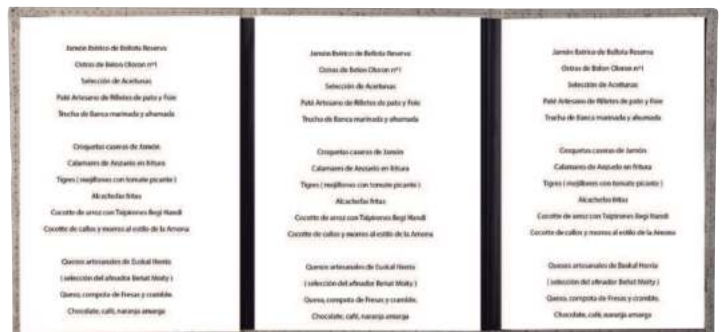 Jamón Ibérico de Bellota Reserva
Ostras de Belon Oloron nº1
Selección de Aceitunas
Paté Artesano de Rilletes de pato y Foie
Trucha de Banca marinada y ahumada
Croquetas caseras de Jamón
Calamares de Anzuelo en fritura
Tigres ( mejillones con tomate picante )
Alcachofas fritas
Cocotte de arroz con Txipirones Begi Handi
Cocotte de callos y morros al estilo de la Amona
Quesos artesanales de Euskal Herria
( selección del afinador Beñat Moity )
Queso, compota de Fresas y cramble.
Chocolate, café, naranja amarga
Jamón Ibérico de Bellota Reserva
Ostras de Belon Oloron nº1
Selección de Aceitunas
Paté Artesano de Rilletes de pato y Foie
Trucha de Banca marinada y ahumada
Croquetas caseras de Jamón
Calamares de Anzuelo en fritura
Tigres ( mejillones con tomate picante )
Alcachofas fritas
Cocotte de arroz con Txipirones Begi Handi
Cocotte de callos y morros al estilo de la Amona
Quesos artesanales de Euskal Herria
( selección del afinador Beñat Moity )
Queso, compota de Fresas y cramble.
Chocolate, café, naranja amarga
Jamón Ibérico de Bellota Reserva
Ostras de Belon Oloron nº1
Selección de Aceitunas
Paté Artesano de Rilletes de pato y Foie
Trucha de Banca marinada y ahumada
Croquetas caseras de Jamón
Calamares de Anzuelo en fritura
Tigres ( mejillones con tomate picante )
Alcachofas fritas
Cocotte de arroz con Txipirones Begi Handi
Cocotte de callos y morros al estilo de la Amona
Quesos artesanales de Euskal Herria
( selección del afinador Beñat Moity )
Queso, compota de Fresas y cramble.
Chocolate, café, naranja amarga